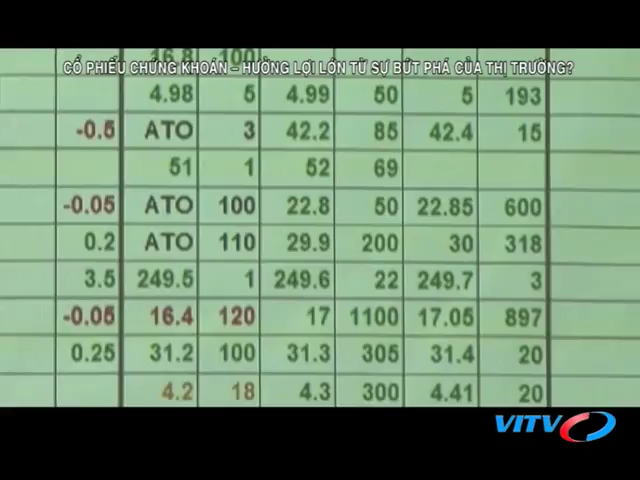 16.8 100
CỔ PHIẾU CHỨNG KHOÁN – HƯỞNG LỢI LỚN TỪ SỰ BỨT PHÁ CỦA THỊ TRƯỜNG?
4.98 5 4.99 50 5 193
-0.5 ATO 3 42.2 85 42.4 15
51 1 52 69
-0.05 ATO 100 22.8 50 22.85 600
0.2 ATO 110 29.9 200 30 318
3.5 249.5 1 249.6 22 249.7 3
-0.05 16.4 120 17 1100 17.05 897
0.25 31.2 100 31.3 305 31.4 20
4.2 18 4.3 300 4.41 20
VITV